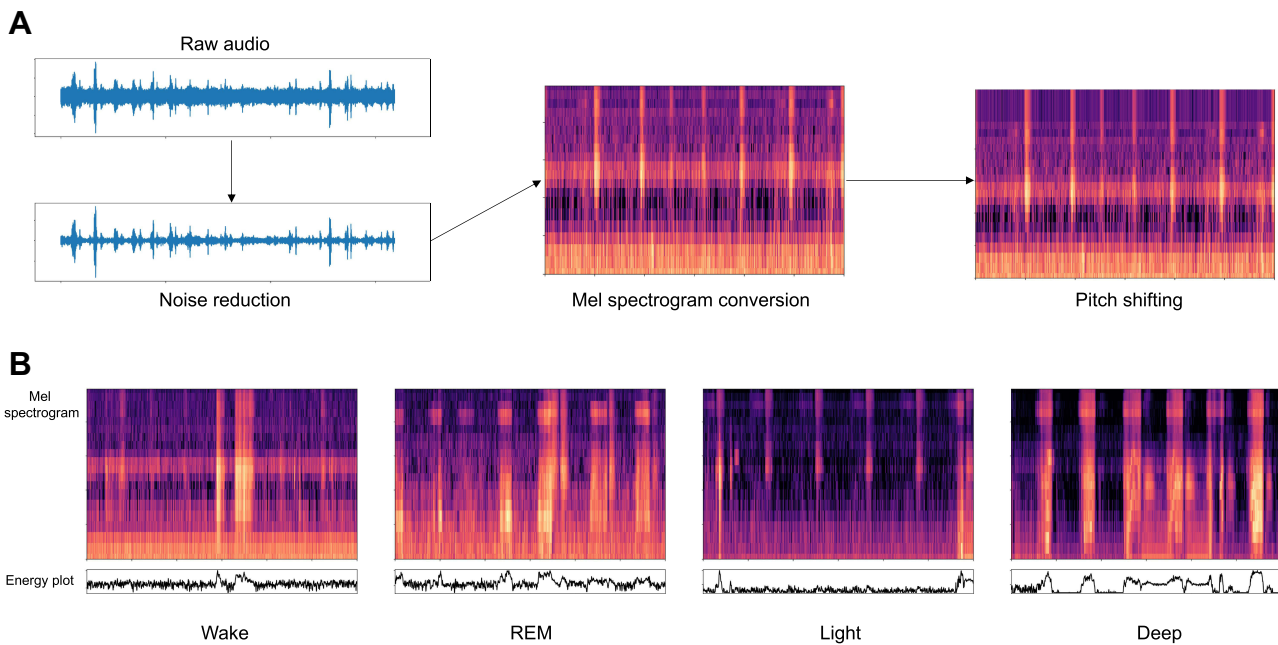 A
Raw audio
Noise reduction
Mel spectrogram conversion
Pitch shifting
B
Mel
spectrogram
Energy plot
Wake
REM
Light
Deep